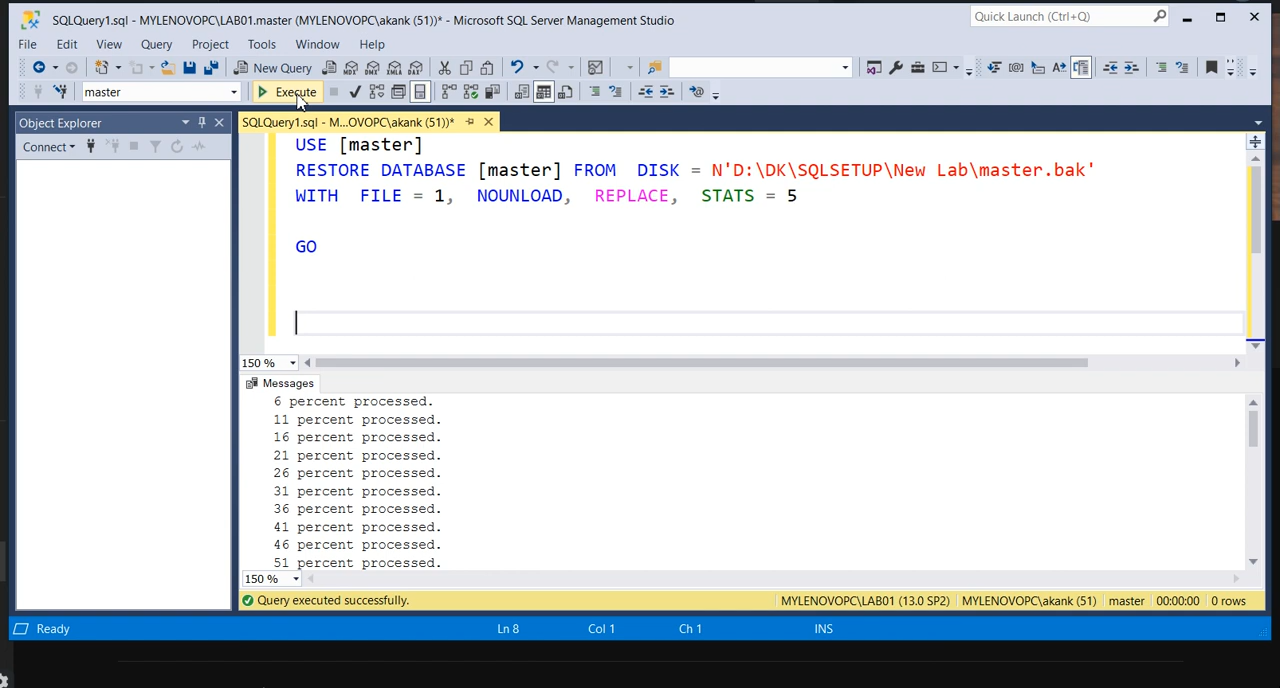 SQLQuery1.sql - MYLENOVOPC\LAB01.master (MYLENOVOPC\akank (51))* - Microsoft SQL Server Management Studio
Quick Launch (Ctrl+Q)
File Edit View Query Project Tools Window Help
New Query
MDX DMX XMLA DAX
master
Execute
Object Explorer
SQLQuery1.sql - M...OVOPC\akank (51))*
Connect
USE [master]
RESTORE DATABASE [master] FROM  DISK = N'D:\DK\SQLSETUP\New Lab\master.bak'
WITH  FILE = 1,  NOUNLOAD,  REPLACE,  STATS = 5
GO
150 %
Messages
6 percent processed.
11 percent processed.
16 percent processed.
21 percent processed.
26 percent processed.
31 percent processed.
36 percent processed.
41 percent processed.
46 percent processed.
51 percent processed.
150 %
Query executed successfully.
MYLENOVOPC\LAB01 (13.0 SP2) MYLENOVOPC\akank (51) master 00:00:00 0 rows
Ready Ln 8 Col 1 Ch 1 INS